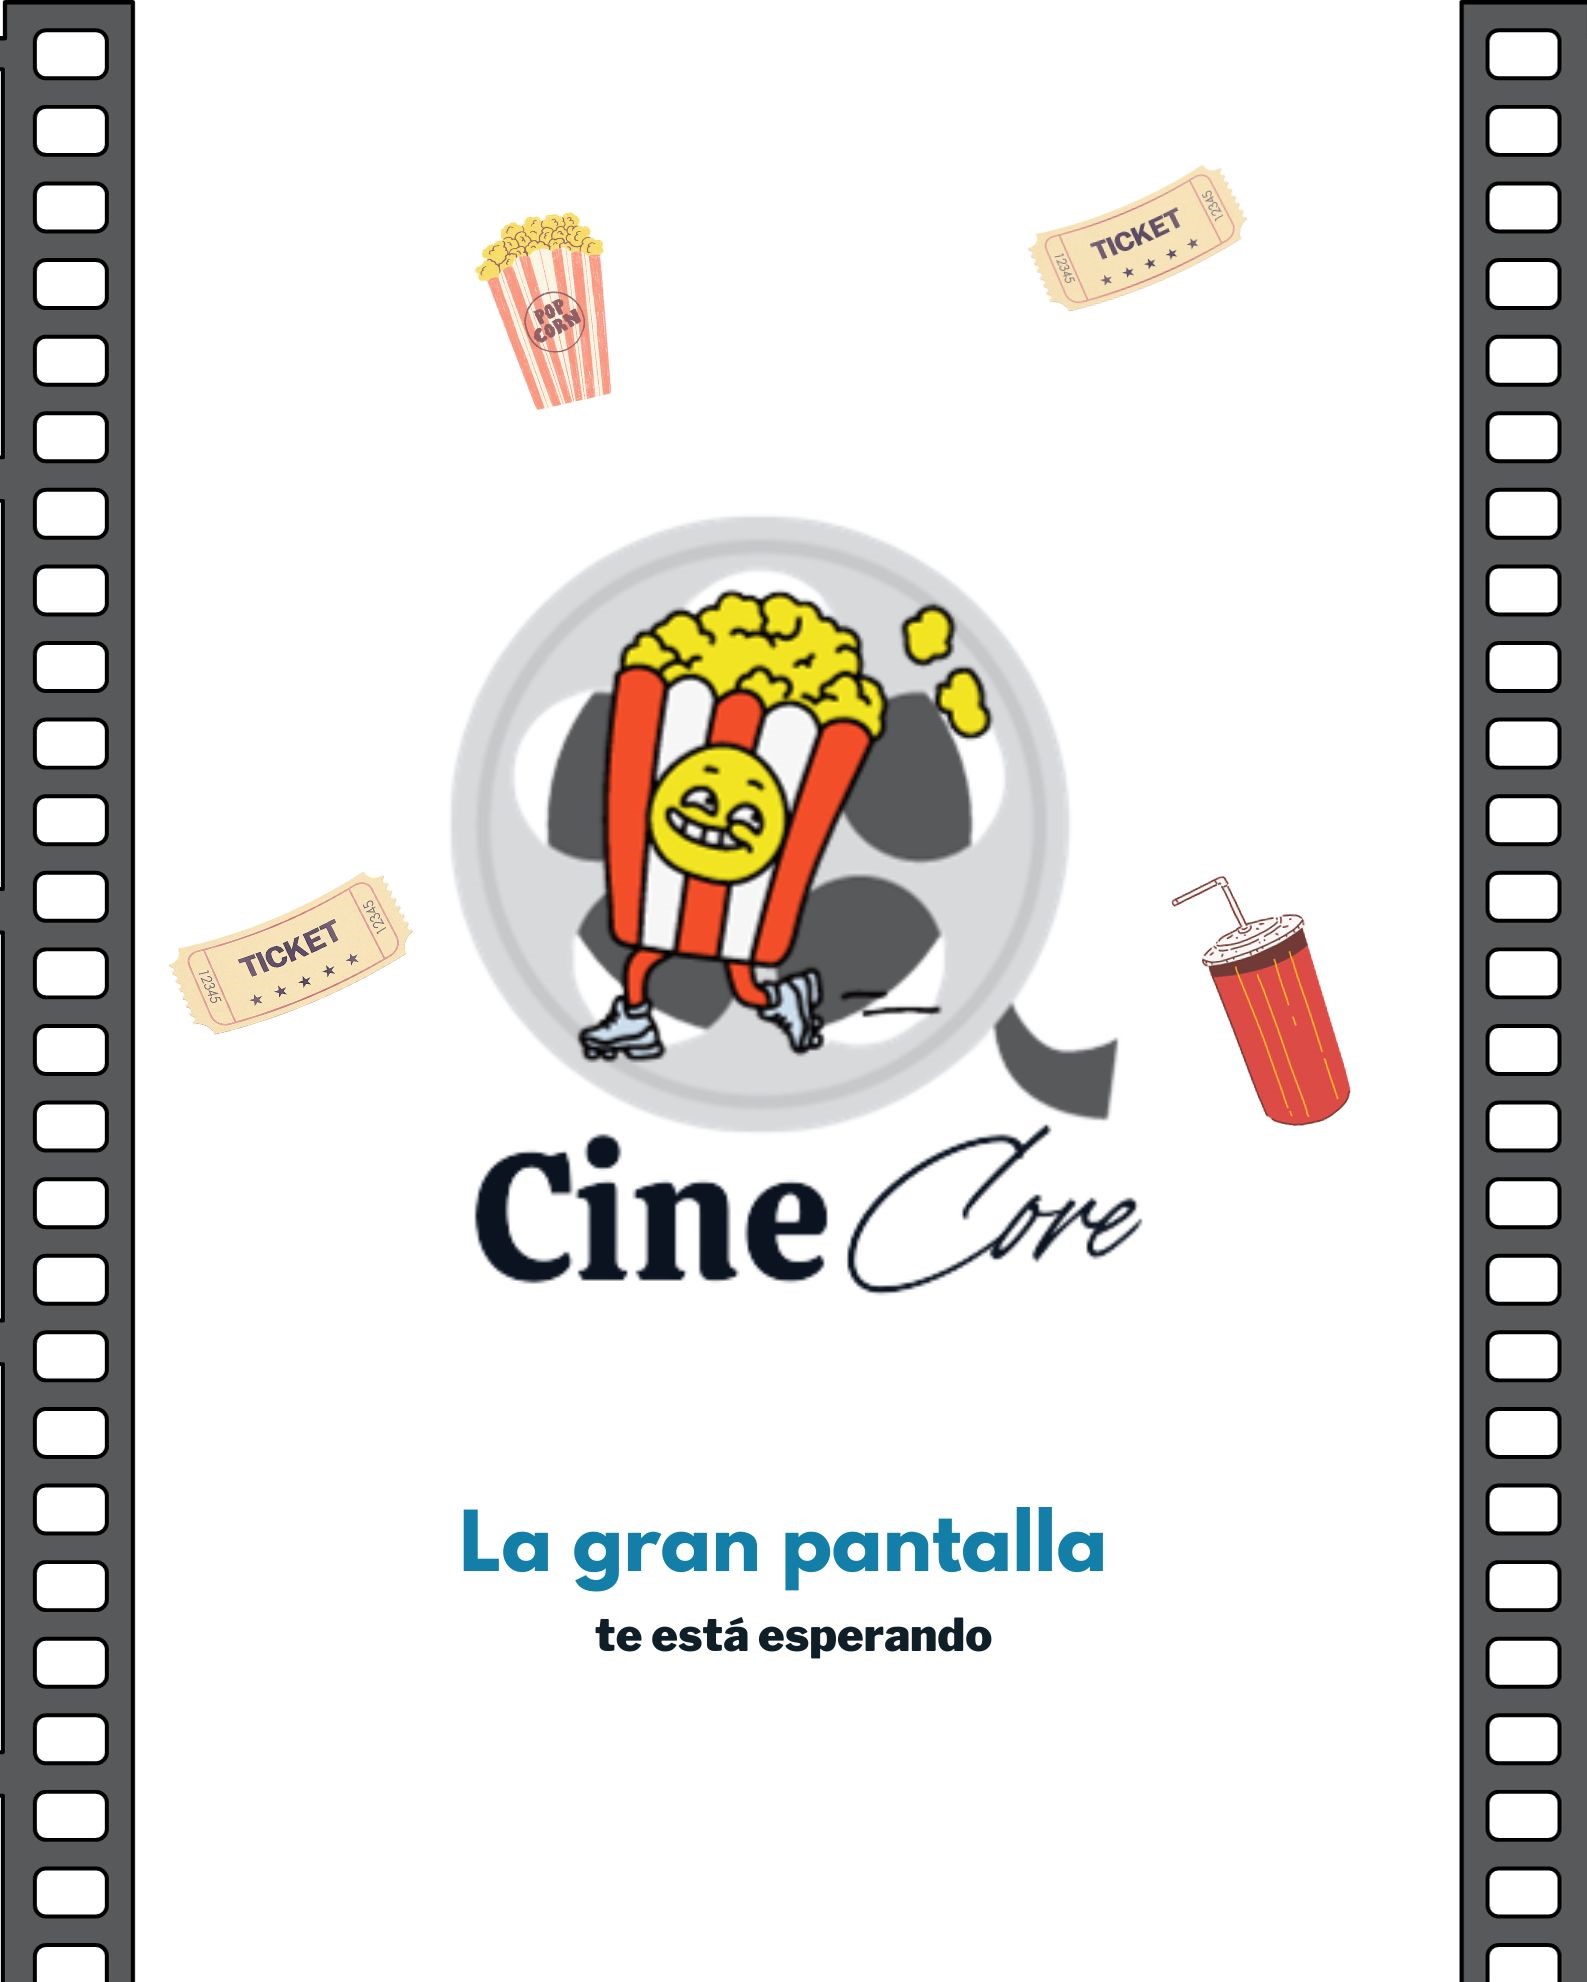 12345
TICKET
12345
POP
CORN
12345
TICKET
12345
Cine Core
La gran pantalla
te está esperando